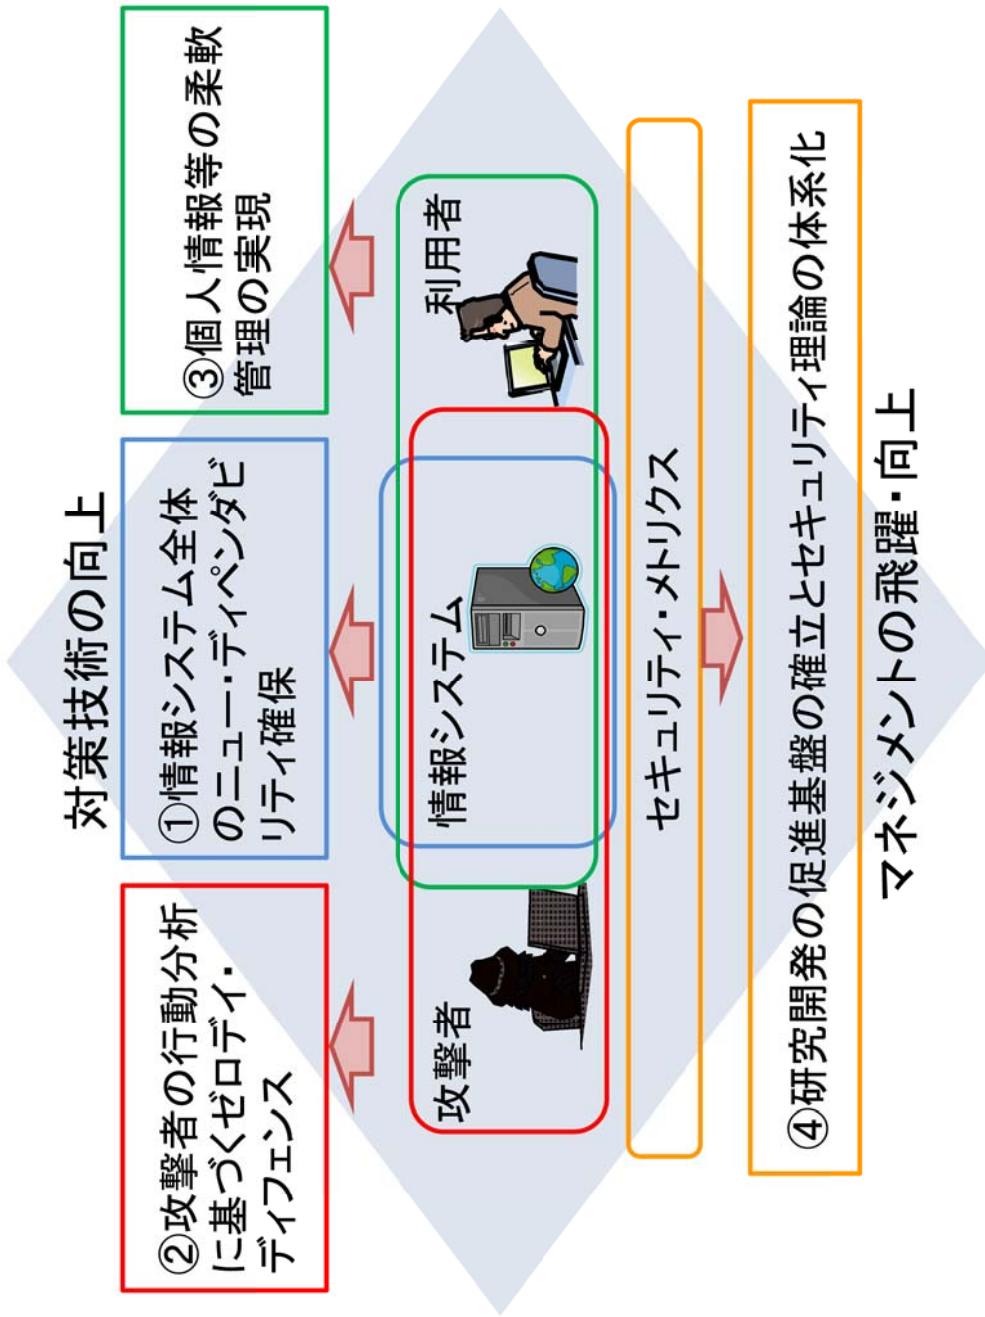 対策技術の向上
②攻撃者の行動分析
に基づくゼロデイ・
ディフェンス
①情報システム全体
のニュー・ディペンダビ
リティ確保
③個人情報等の柔軟
管理の実現
攻撃者
情報システム
利用者
セキュリティ・メトリクス
④研究開発の促進基盤の確立とセキュリティ理論の体系化
マネジメントの飛躍・向上